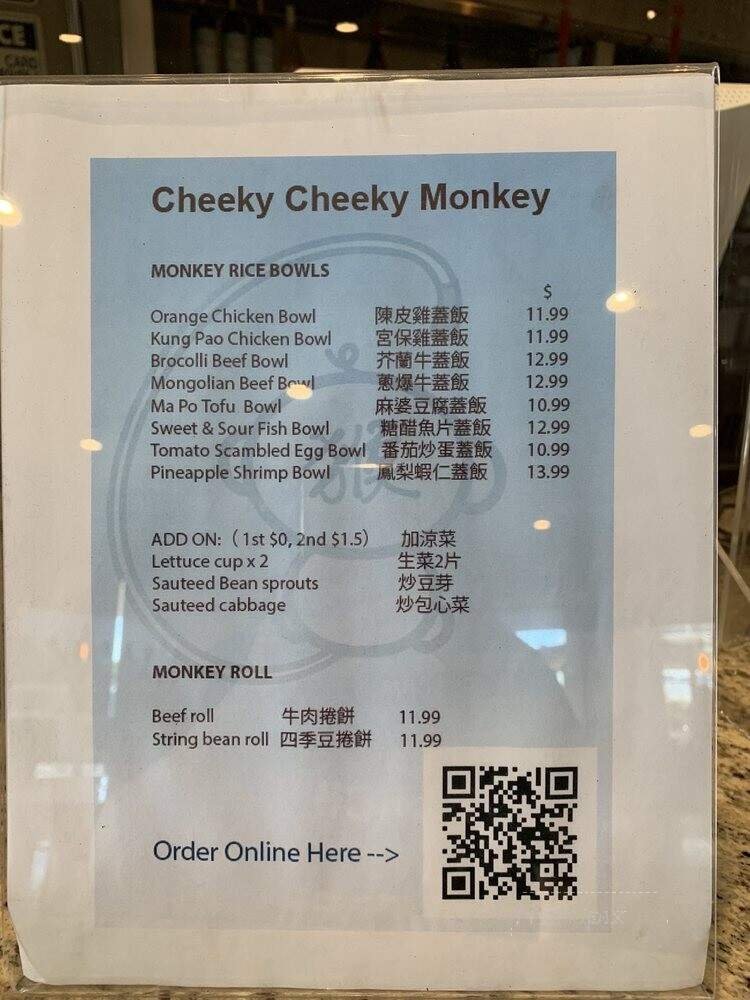 CE
CARD
Cheeky Cheeky Monkey
MONKEY RICE BOWLS
$
Orange Chicken Bowl 陳皮雞蓋飯 11.99
Kung Pao Chicken Bowl 宮保雞蓋飯 11.99
Brocolli Beef Bowl 芥蘭牛蓋飯 12.99
Mongolian Beef Bowl 蔥爆牛蓋飯 12.99
Ma Po Tofu Bowl 麻婆豆腐蓋飯 10.99
Sweet & Sour Fish Bowl 糖醋魚片蓋飯 12.99
Tomato Scambled Egg Bowl 番茄炒蛋蓋飯 10.99
Pineapple Shrimp Bowl 鳳梨蝦仁蓋飯 13.99
猴
ADD ON:（1st $0, 2nd $1.5） 加涼菜
Lettuce cup x 2 生菜2片
Sauteed Bean sprouts 炒豆芽
Sauteed cabbage 炒包心菜
MONKEY ROLL
Beef roll 牛肉捲餅 11.99
String bean roll 四季豆捲餅 11.99
Order Online Here -->